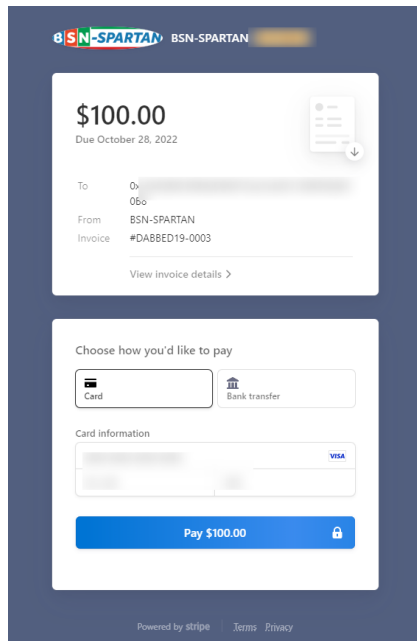 BSN-SPARTAN BSN-SPARTAN
$100.00
Due October 28, 2022
To
From BSN-SPARTAN
Invoice #DABBED19-0003
View invoice details >
Choose how you'd like to pay
Card
Bank transfer
Card information
VISA
Pay $100.00
Powered by stripe Terms Privacy